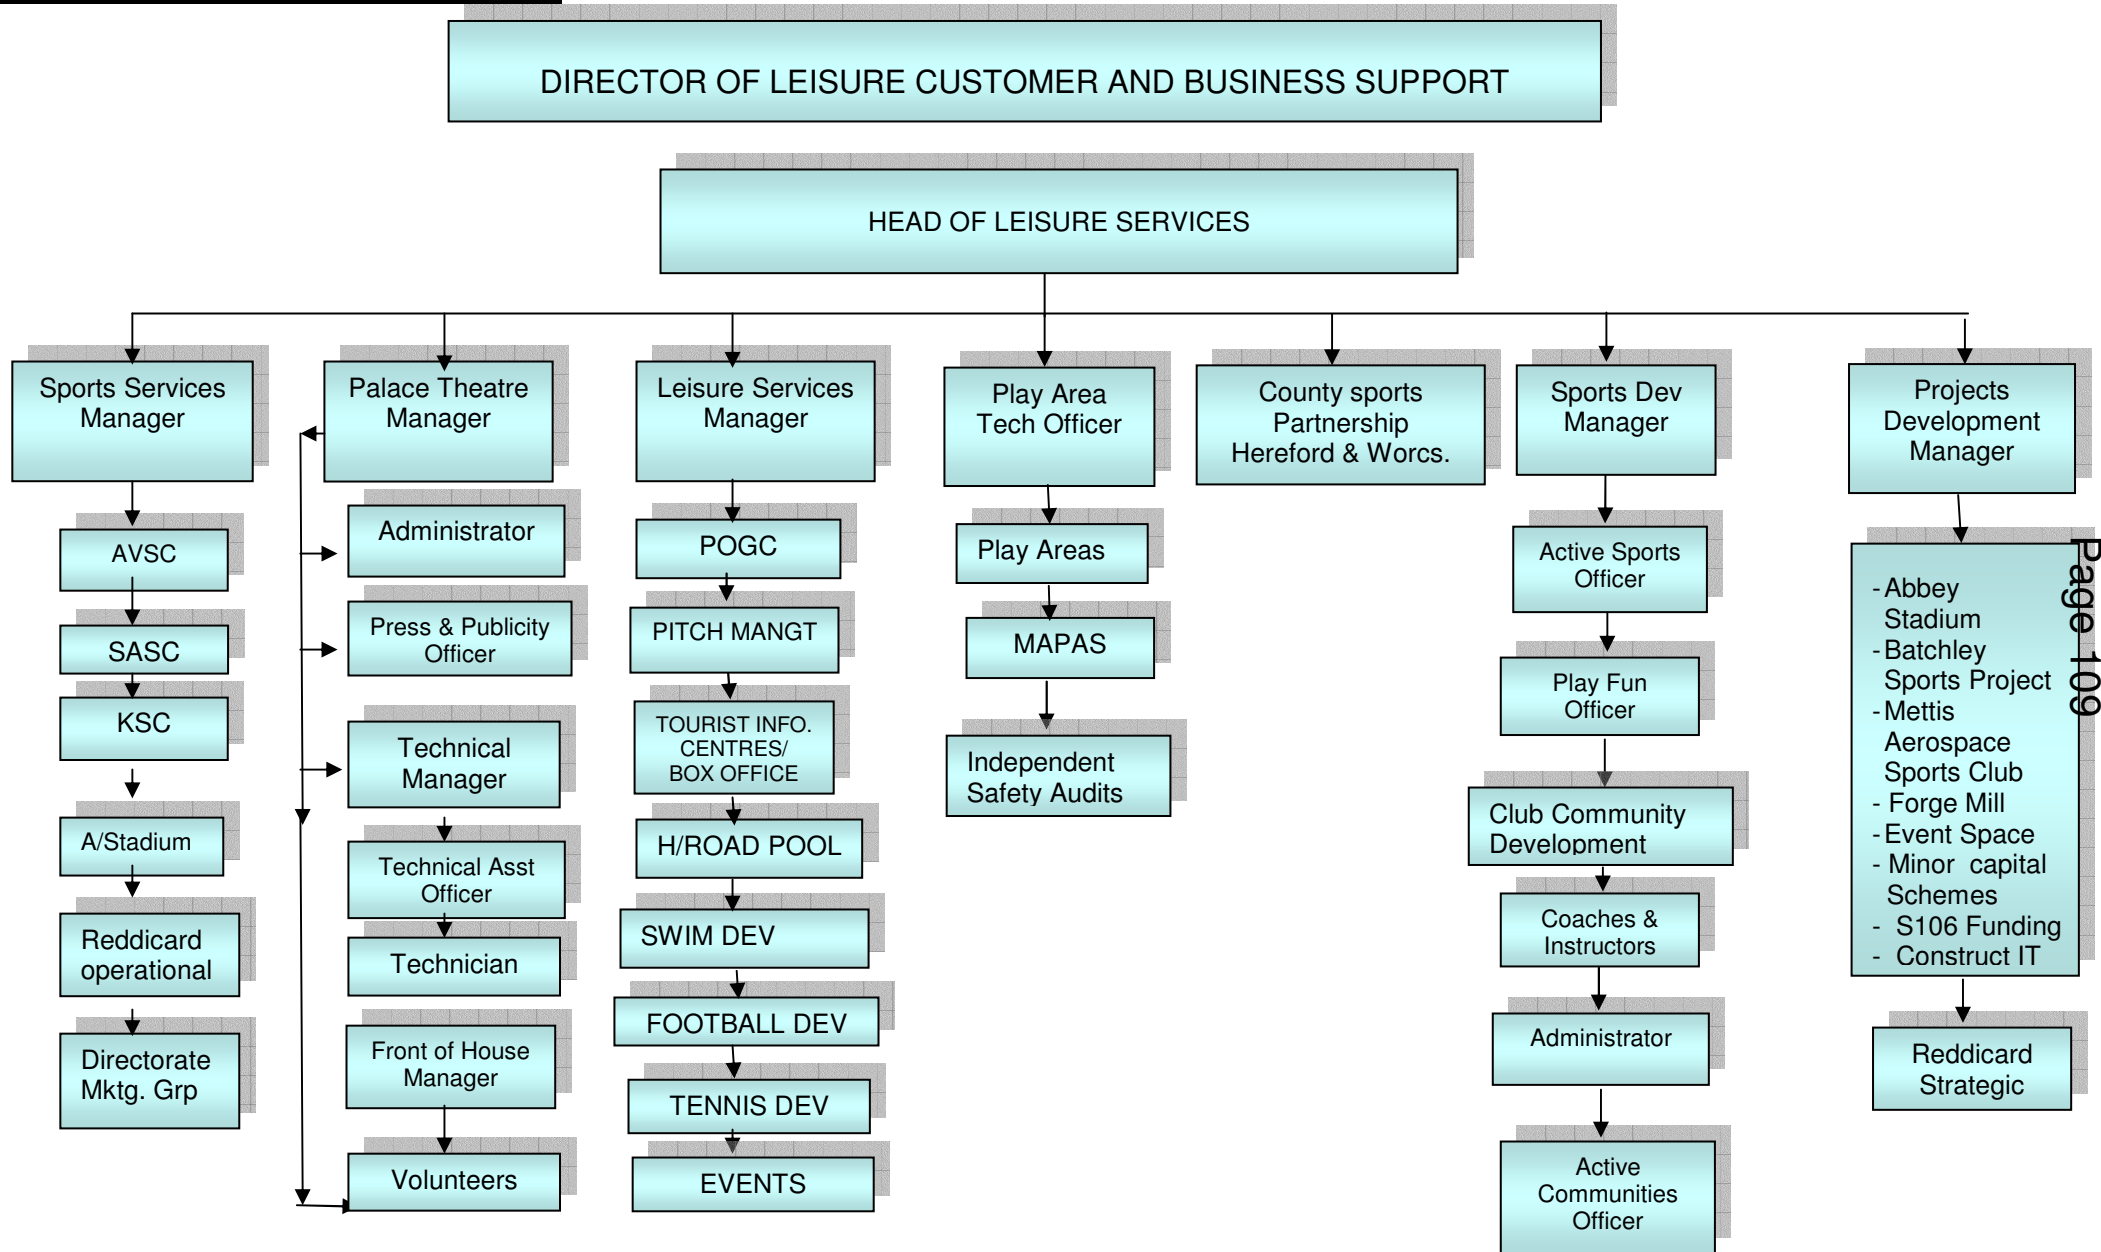 DIRECTOR OF LEISURE CUSTOMER AND BUSINESS SUPPORT
HEAD OF LEISURE SERVICES
Sports Services
Manager
AVSC
SASC
KSC
A/Stadium
Reddicard
operational
Directorate
Mktg. Grp
Palace Theatre
Manager
Administrator
Press & Publicity
Officer
Technical
Manager
Technical Asst
Officer
Technician
Front of House
Manager
Volunteers
Leisure Services
Manager
POGC
PITCH MANGT
TOURIST INFO.
CENTRES/
BOX OFFICE
H/ROAD POOL
SWIM DEV
FOOTBALL DEV
TENNIS DEV
EVENTS
Play Area
Tech Officer
Play Areas
MAPAS
Independent
Safety Audits
County sports
Partnership
Hereford & Worcs.
Sports Dev
Manager
Active Sports
Officer
Play Fun
Officer
Club Community
Development
Coaches &
Instructors
Administrator
Active
Communities
Officer
Projects
Development
Manager
- Abbey
Stadium
- Batchley
Sports Project
- Mettis
Aerospace
Sports Club
- Forge Mill
- Event Space
- Minor capital
Schemes
- S106 Funding
- Construct IT
Reddicard
Strategic
Page 109